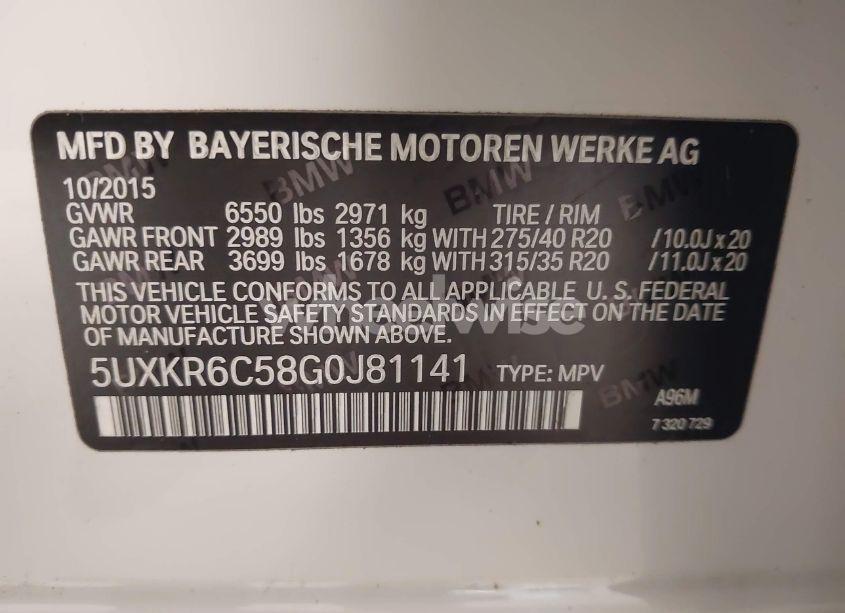 MFD BY BAYERISCHE MOTOREN WERKE AG
10/2015
GVWR 6550 lbs 2971 kg TIRE / RIM
GAWR FRONT 2989 lbs 1356 kg WITH 275/40 R20 /10.0J x 20
GAWR REAR 3699 lbs 1678 kg WITH 315/35 R20 /11.0J x 20
THIS VEHICLE CONFORMS TO ALL APPLICABLE U. S. FEDERAL
MOTOR VEHICLE SAFETY STANDARDS IN EFFECT ON THE DATE
OF MANUFACTURE SHOWN ABOVE.
5UXKR6C58G0J81141 TYPE: MPV
A96M
7 320 729